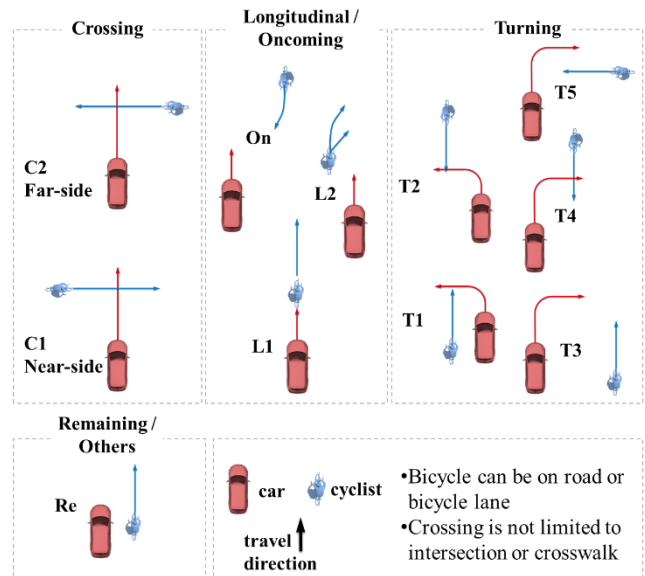 Crossing
C2
Far-side
C1
Near-side
Longitudinal /
Oncoming
On
L2
L1
Turning
T5
T2
T4
T1
T3
Remaining /
Others
Re
car
cyclist
travel
direction
•Bicycle can be on road or
bicycle lane
•Crossing is not limited to
intersection or crosswalk